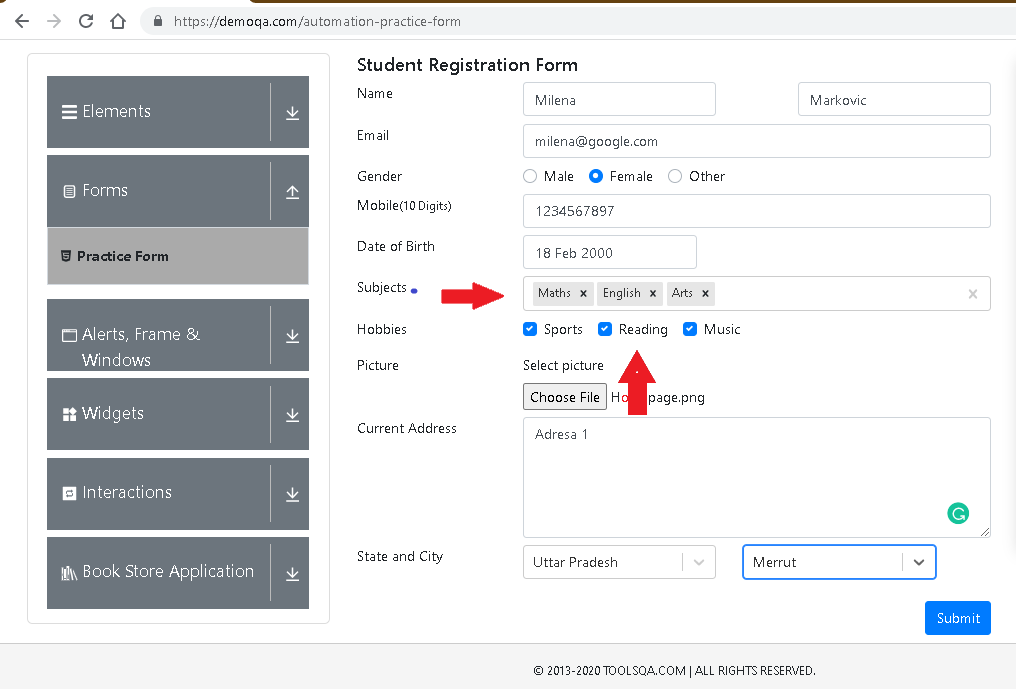 https://demoqa.com/automation-practice-form
Elements
Forms
Practice Form
Alerts, Frame &
Windows
Widgets
Interactions
Book Store Application
Student Registration Form
Name Milena Markovic
Email milena@google.com
Gender Male Female Other
Mobile(10 Digits) 1234567897
Date of Birth 18 Feb 2000
Subjects Maths English Arts
Hobbies Sports Reading Music
Picture Select picture
Choose File page.png
Current Address Adresa 1
State and City Uttar Pradesh Merrut
Submit
© 2013-2020 TOOLSQA.COM | ALL RIGHTS RESERVED.